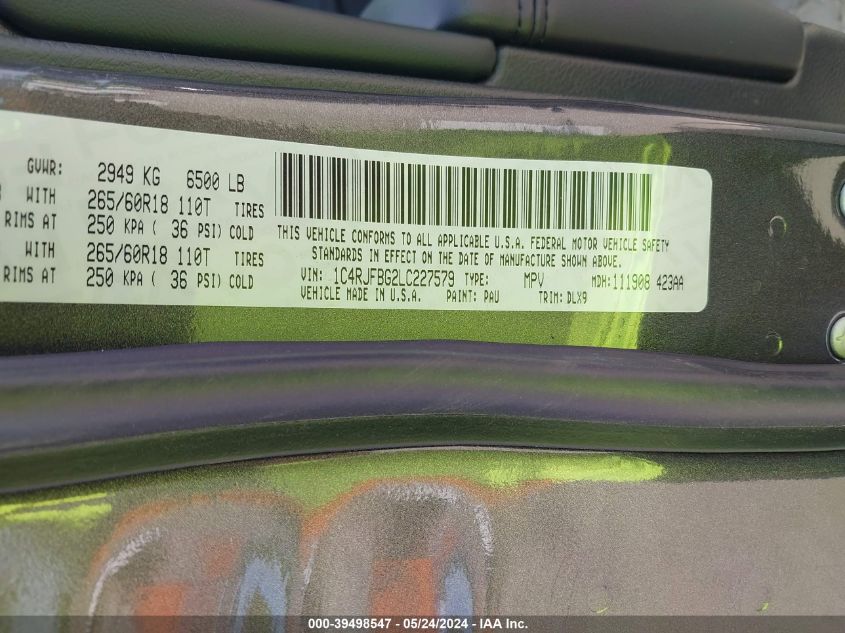 GVWR: 2949 KG 6500 LB
WITH 265/60R18 110T TIRES
RIMS AT 250 KPA ( 36 PSI) COLD
WITH 265/60R18 110T TIRES
RIMS AT 250 KPA ( 36 PSI) COLD
THIS VEHICLE CONFORMS TO ALL APPLICABLE U.S.A. FEDERAL MOTOR VEHICLE SAFETY
STANDARDS IN EFFECT ON THE DATE OF MANUFACTURE SHOWN ABOVE.
VIN: 1C4RJFBG2LC227579 TYPE: MPV MDH:111908 423AA
VEHICLE MADE IN U.S.A. PAINT: PAU TRIM: DLX9
000-39498547 - 05/24/2024 - IAA Inc.